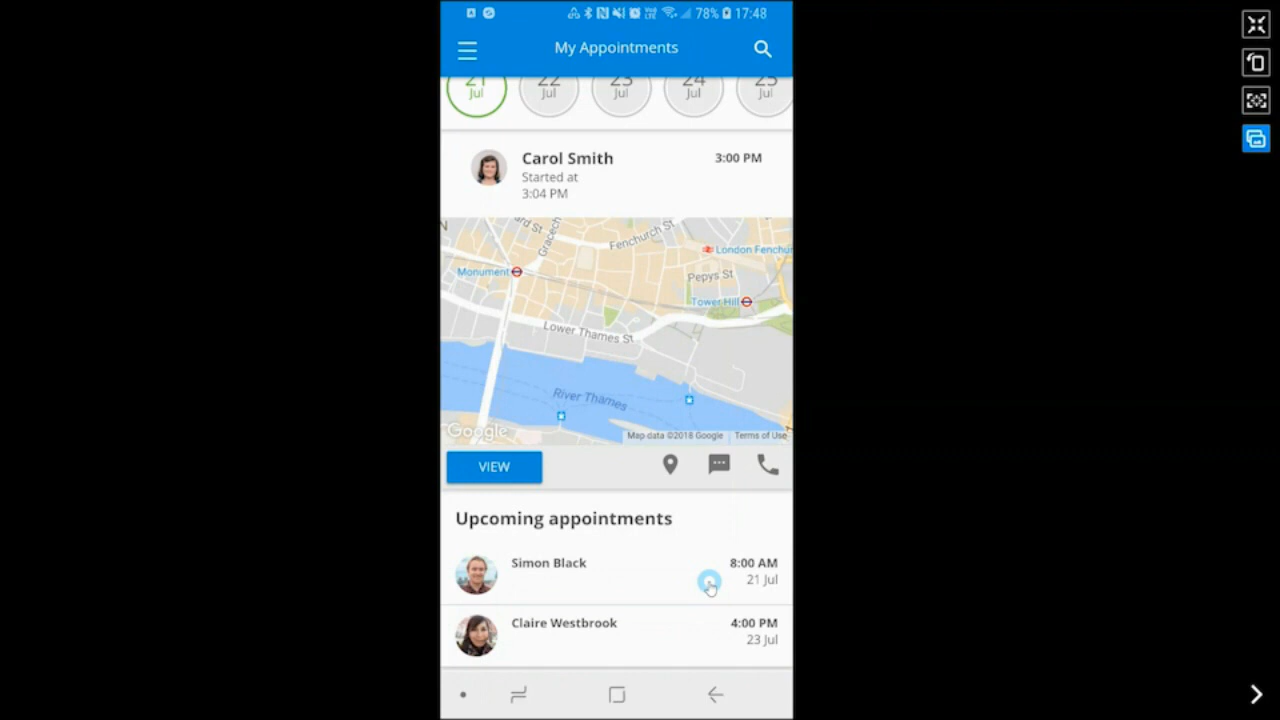 78% 17:48
My Appointments
21 22 23 24 25
Jul Jul Jul Jul Jul
Carol Smith 3:00 PM
Started at
3:04 PM
Fenchurch St
London Fenchur
Monument
Pepys St
Tower Hill
Lower Thames St
River Thames
Google Map data ©2018 Google Terms of Use
VIEW
Upcoming appointments
Simon Black 8:00 AM
21 Jul
Claire Westbrook 4:00 PM
23 Jul